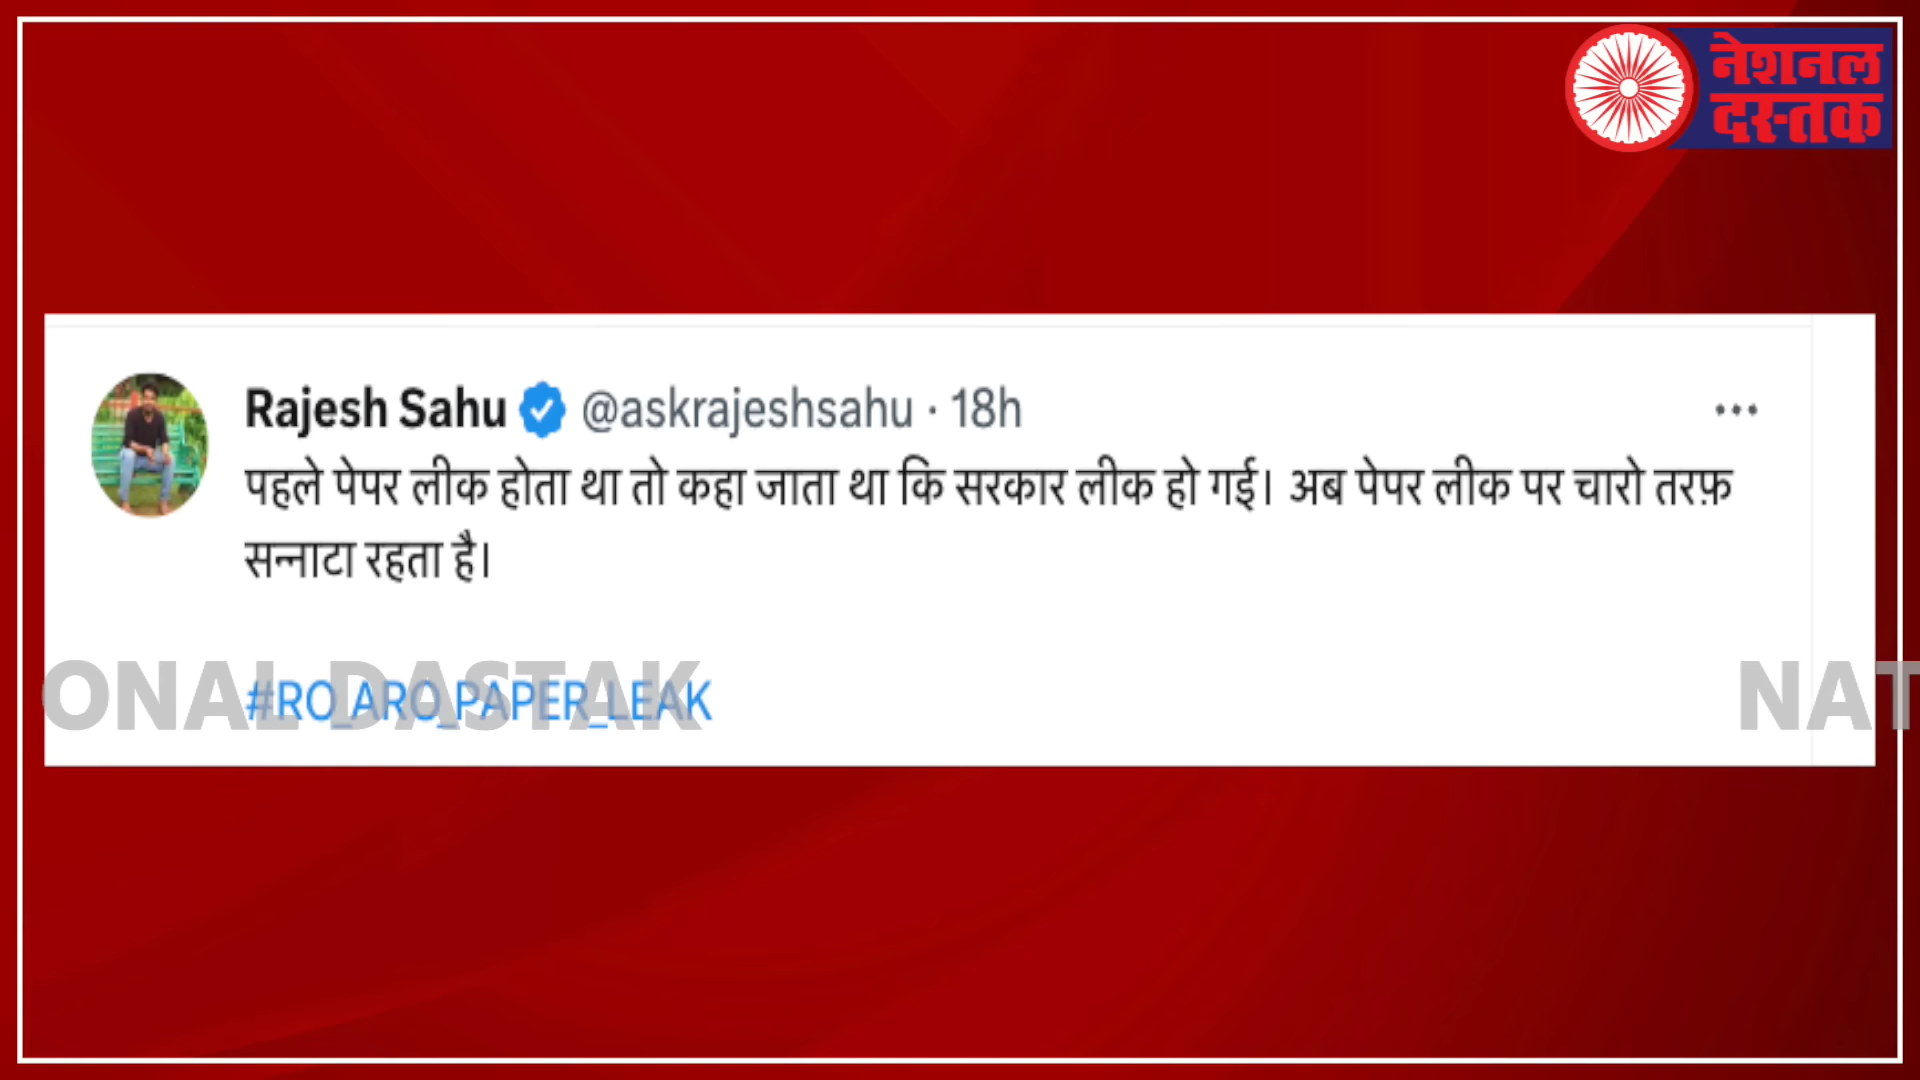 नेशनल
दस्तक
Rajesh Sahu @askrajeshsahu · 18h
पहले पेपर लीक होता था तो कहा जाता था कि सरकार लीक हो गई। अब पेपर लीक पर चारो तरफ़
सन्नाटा रहता है।
#RO_ARO_PAPER_LEAK
ONAL DASTAK NAT